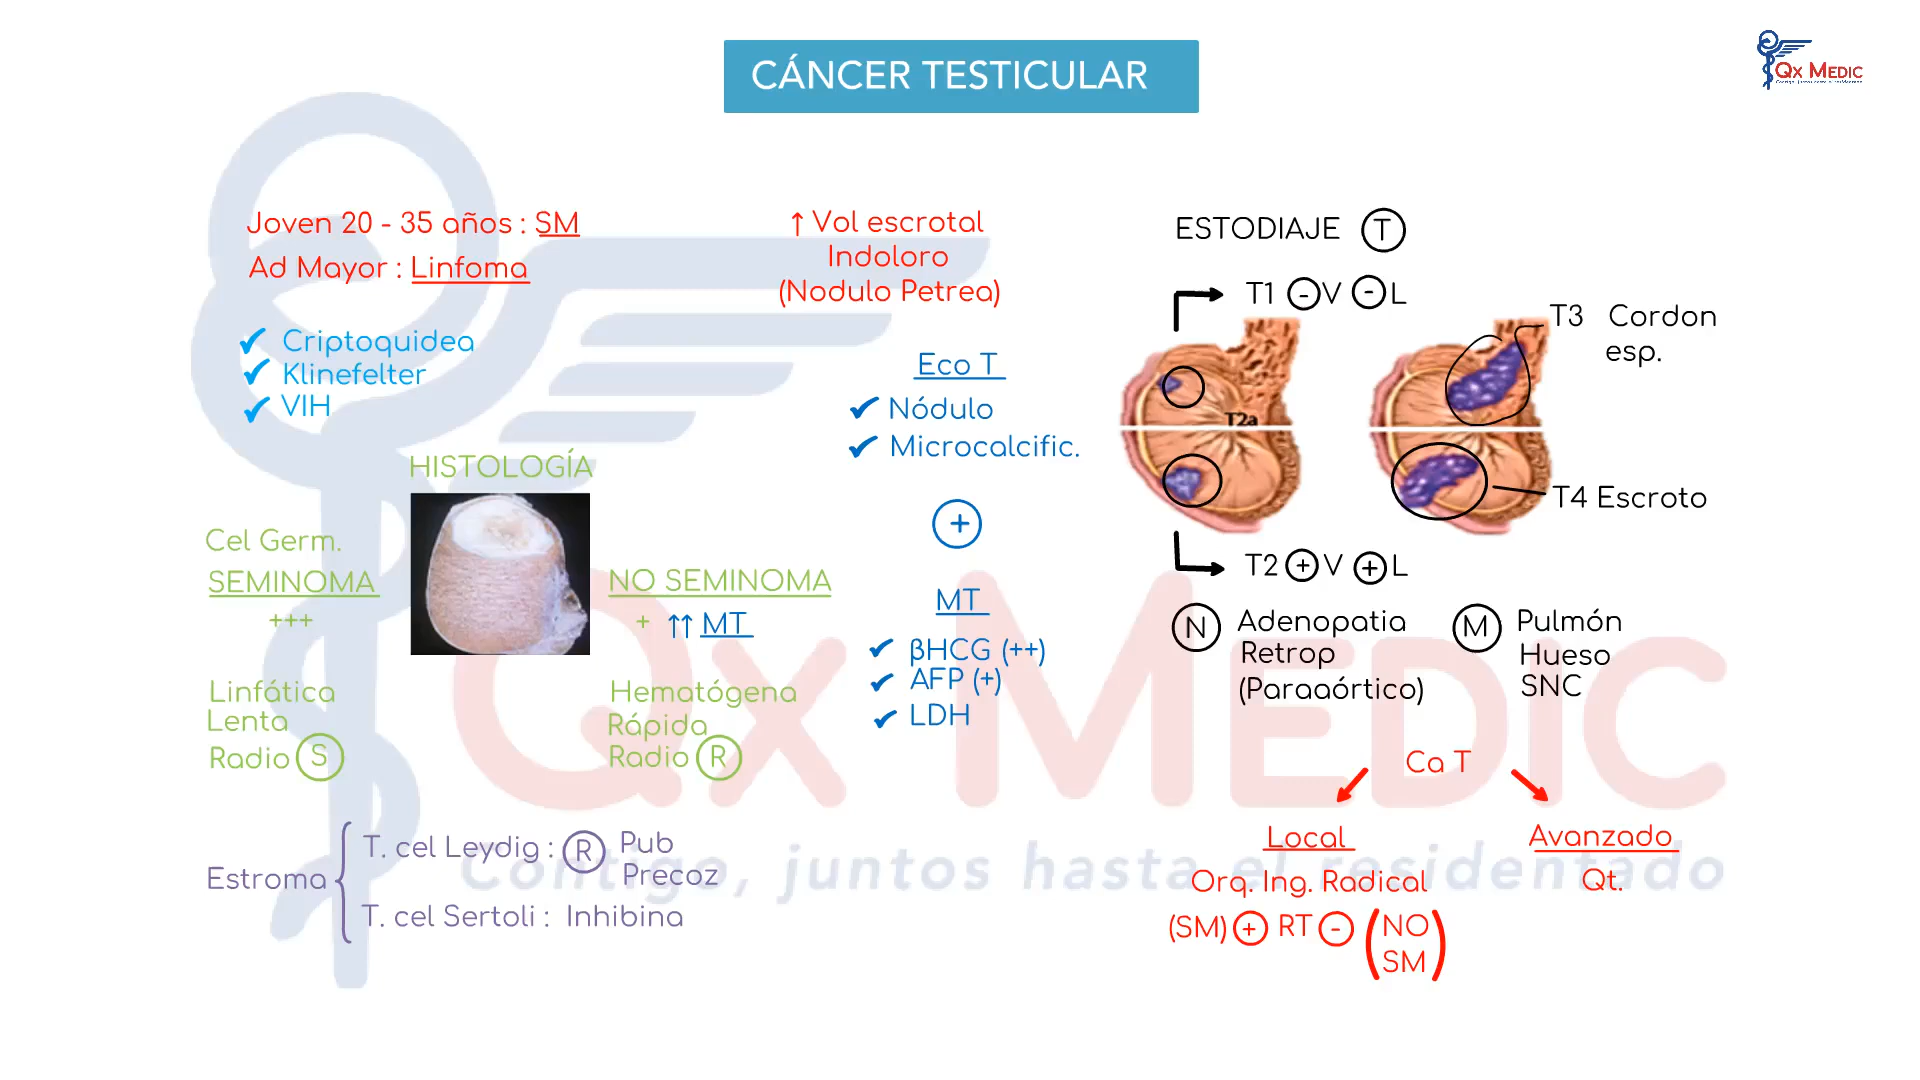 CÁNCER TESTICULAR
QX MEDIC
Joven 20 - 35 años : SM
Ad Mayor : Linfoma
✓ Criptoquidea
✓ Klinefelter
✓ VIH
HISTOLOGÍA
Cel Germ.
SEMINOMA
+++
Linfática
Lenta
Radio S
NO SEMINOMA
+ ↑↑ MT
Hematógena
Rápida
Radio R
Estroma
T. cel Leydig : R Pub
Precoz
T. cel Sertoli : Inhibina
↑ Vol escrotal
Indoloro
(Nodulo Petrea)
Eco T
✓ Nódulo
✓ Microcalcific.
+
MT
✓ βHCG (++)
✓ AFP (+)
✓ LDH
ESTODIAJE T
T1 - V - L
T2a
T3 Cordon
esp.
T4 Escroto
T2 + V + L
N Adenopatia
Retrop
(Paraaórtico)
M Pulmón
Hueso
SNC
Ca T
Local
Orq. Ing. Radical
(SM) + RT - (NO
SM)
Avanzado
Qt.
QX MEDIC
Contigo, juntos hasta el residentado